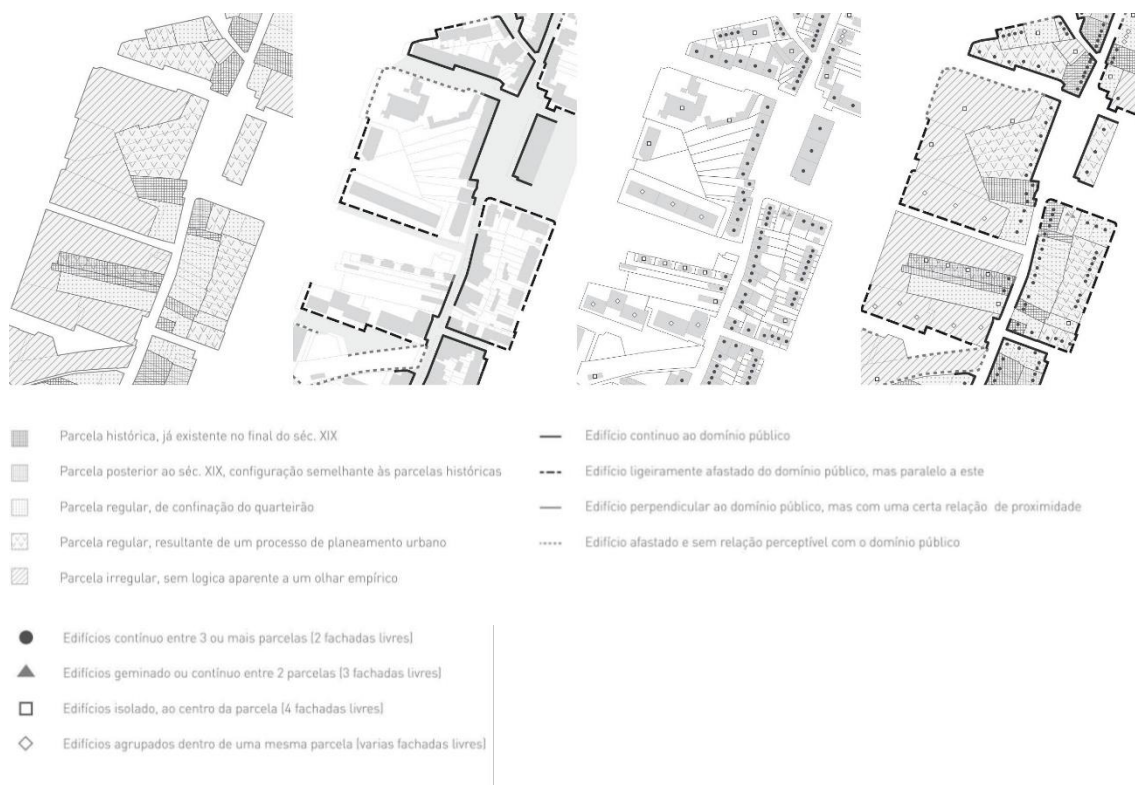 Parcela histórica, já existente no final do séc. XIX
Parcela posterior ao séc. XIX, configuração semelhante às parcelas históricas
Parcela regular, de confinação do quarteirão
Parcela regular, resultante de um processo de planeamento urbano
Parcela irregular, sem logica aparente a um olhar empírico
Edifício continuo ao domínio público
Edifício ligeiramente afastado do domínio público, mas paralelo a este
Edifício perpendicular ao domínio público, mas com uma certa relação de proximidade
Edifício afastado e sem relação perceptível com o domínio público
Edifícios contínuo entre 3 ou mais parcelas (2 fachadas livres)
Edifícios geminado ou contínuo entre 2 parcelas (3 fachadas livres)
Edifícios isolado, ao centro da parcela (4 fachadas livres)
Edifícios agrupados dentro de uma mesma parcela (varias fachadas livres)